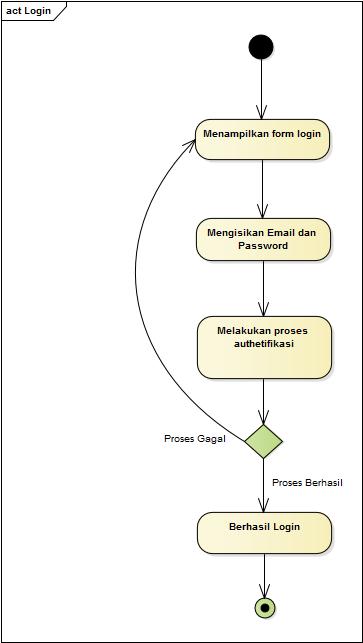 act Login
Menampilkan form login
Mengisikan Email dan
Password
Melakukan proses
authetifikasi
Proses Gagal
Proses Berhasil
Berhasil Login